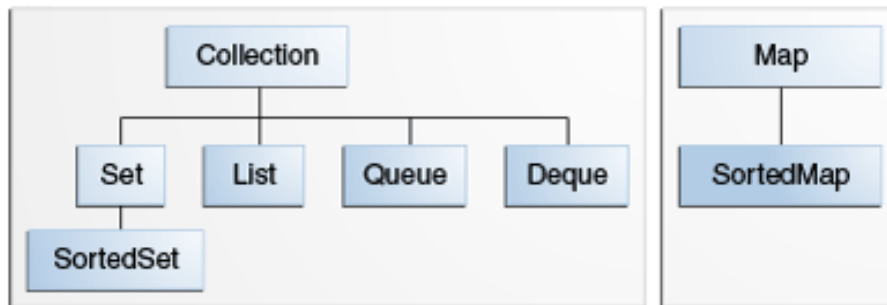 Collection
Map
Set
List
Queue
Deque
SortedMap
SortedSet